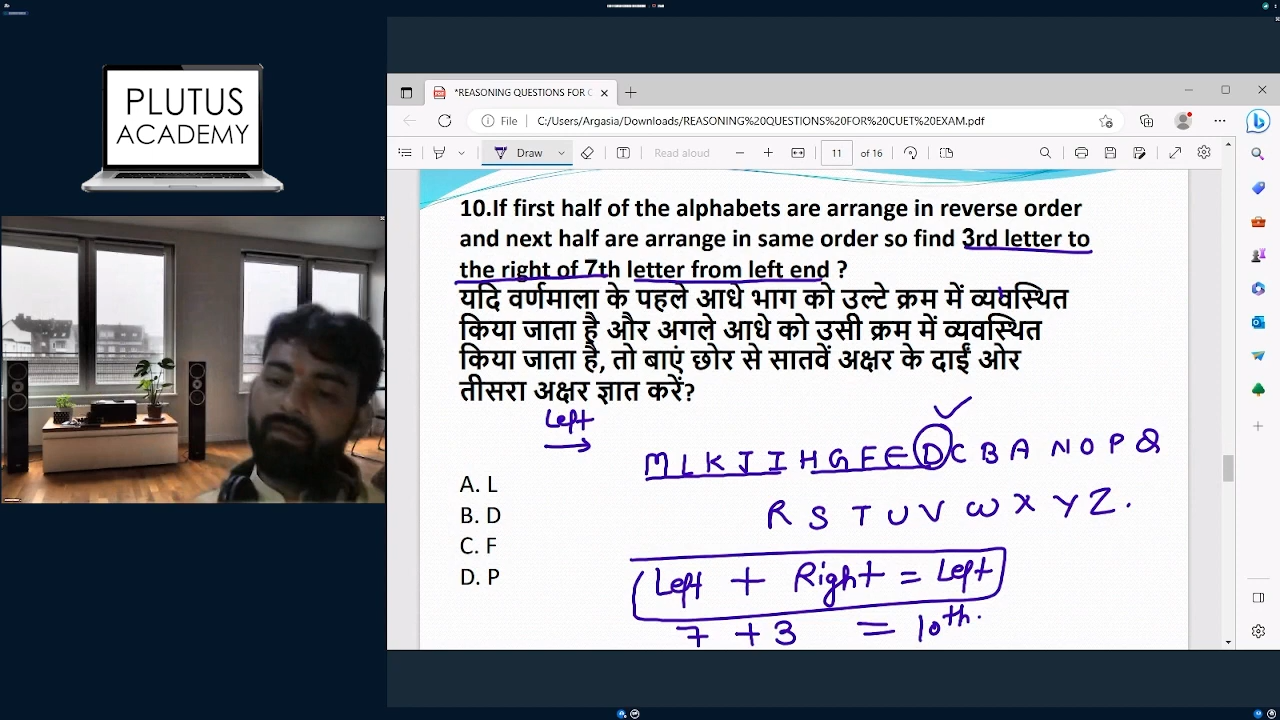 PLUTUS
ACADEMY
*REASONING QUESTIONS FOR C
File C:/Users/Argasia/Downloads/REASONING%20QUESTIONS%20FOR%20CUET%20EXAM.pdf
Draw Read aloud 11 of 16
10.If first half of the alphabets are arrange in reverse order
and next half are arrange in same order so find 3rd letter to
the right of 7th letter from left end ?
यदि वर्णमाला के पहले आधे भाग को उल्टे क्रम में व्यवस्थित
किया जाता है और अगले आधे को उसी क्रम में व्यवस्थित
किया जाता है, तो बाएं छोर से सातवें अक्षर के दाईं ओर
तीसरा अक्षर ज्ञात करें?
Left
M L K J I H G F E D C B A N O P Q
R S T U V W X Y Z.
A. L
B. D
C. F
D. P
Left + Right = Left
7 + 3 = 10th.